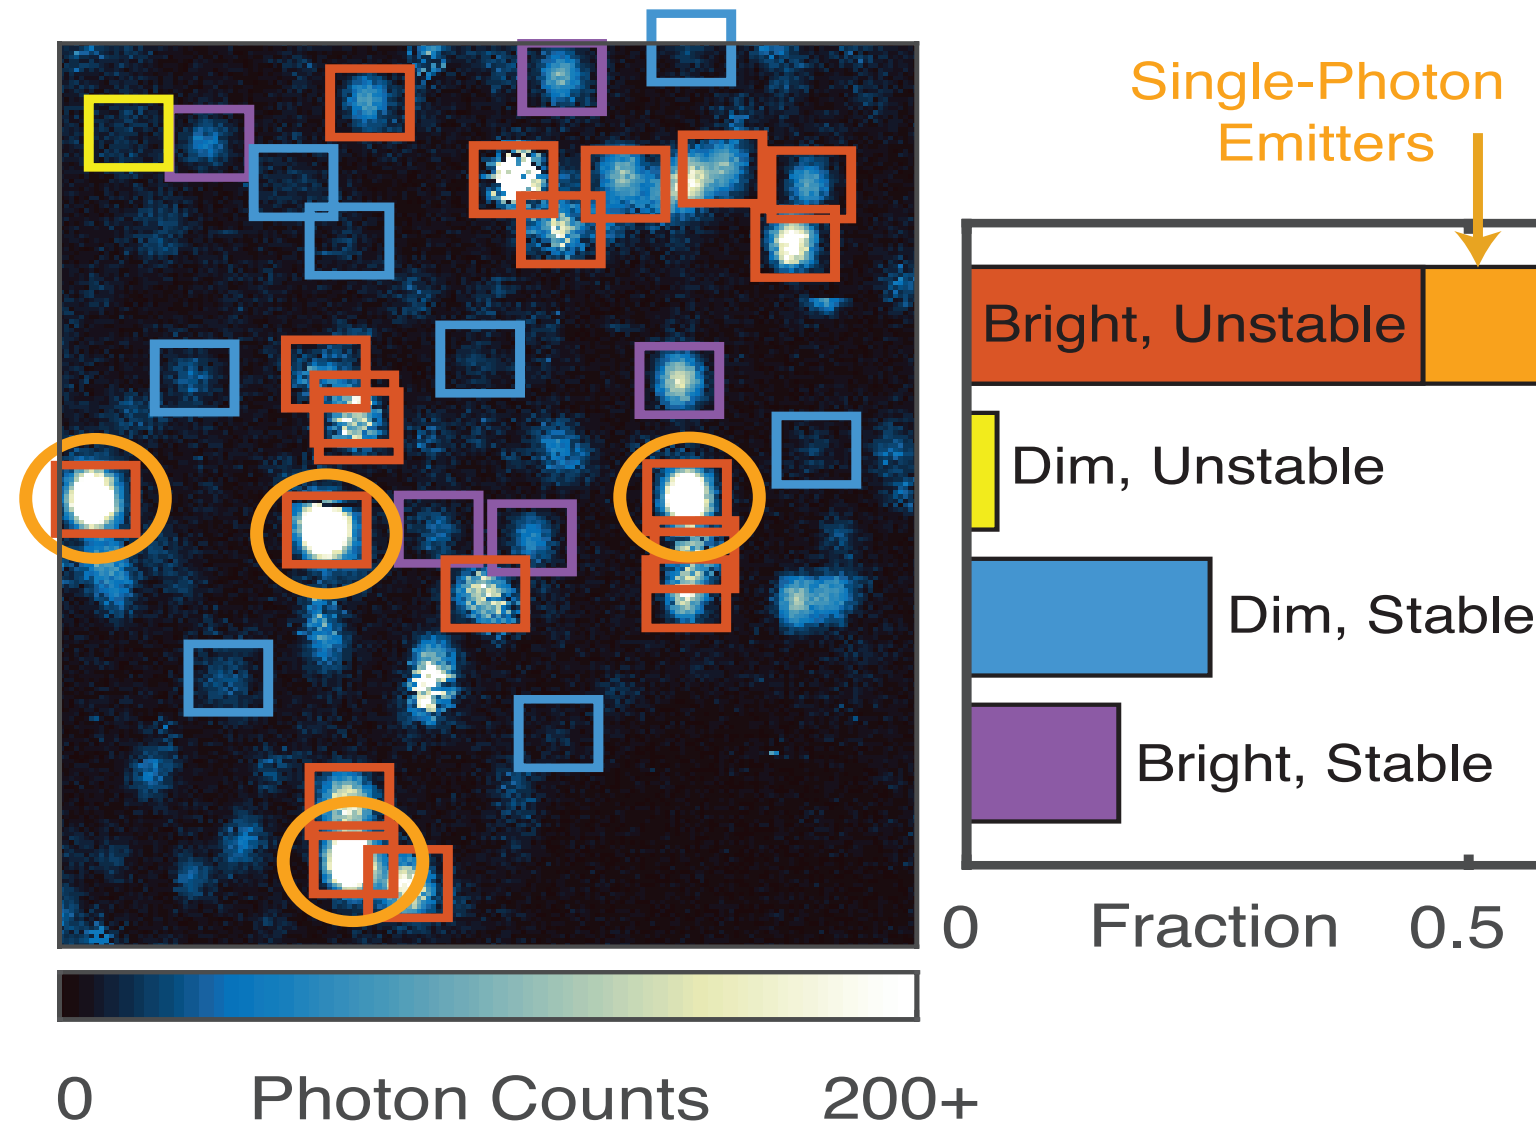 Single-Photon
Emitters
Bright, Unstable
Dim, Unstable
Dim, Stable
Bright, Stable
0 Fraction 0.5
0 Photon Counts 200+